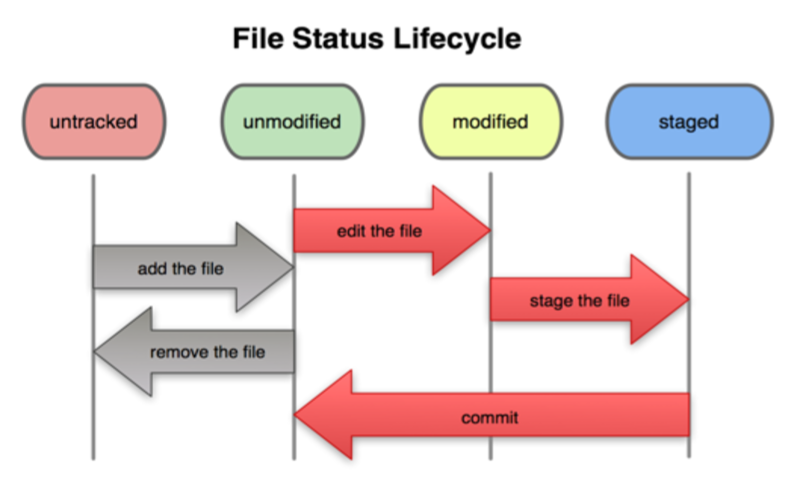 File Status Lifecycle
untracked
unmodified
modified
staged
edit the file
add the file
stage the file
remove the file
commit